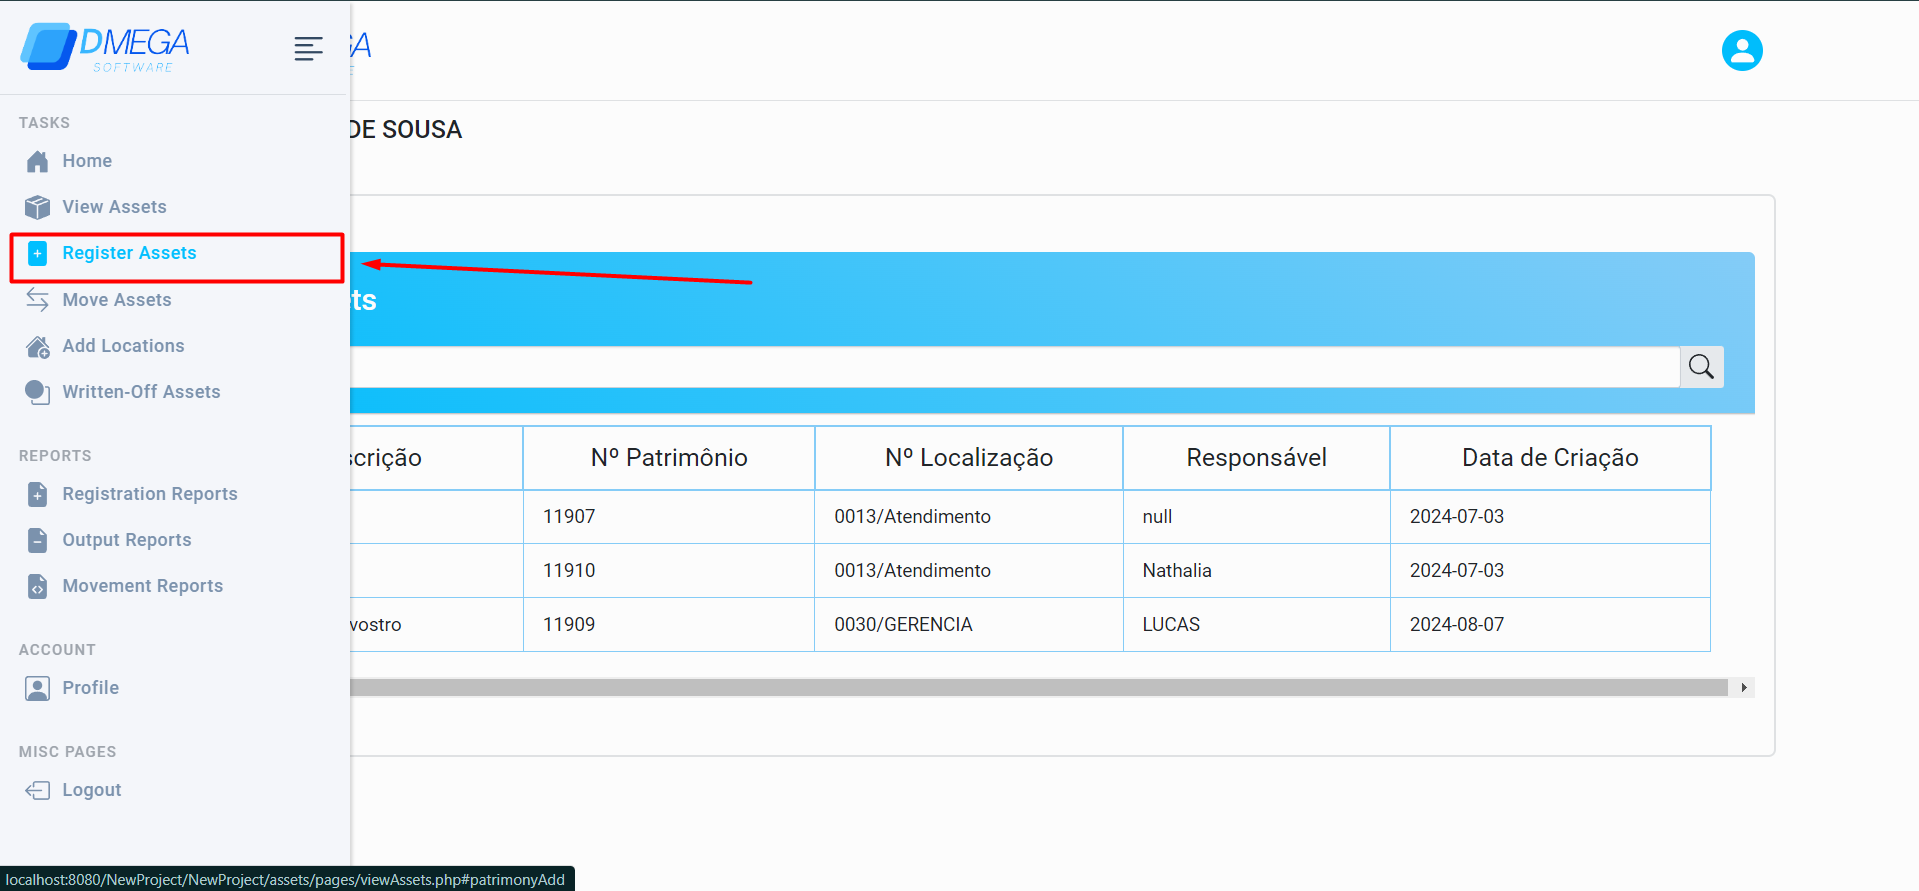 DMEGA
SOFTWARE
TASKS
Home
View Assets
Register Assets
Move Assets
Add Locations
Written-Off Assets
REPORTS
Registration Reports
Output Reports
Movement Reports
ACCOUNT
Profile
MISC PAGES
Logout
GA
E
DE SOUSA
ts
scrição Nº Patrimônio Nº Localização Responsável Data de Criação
11907 0013/Atendimento null 2024-07-03
11910 0013/Atendimento Nathalia 2024-07-03
vostro 11909 0030/GERENCIA LUCAS 2024-08-07
localhost:8080/NewProject/NewProject/assets/pages/viewAssets.php#patrimonyAdd